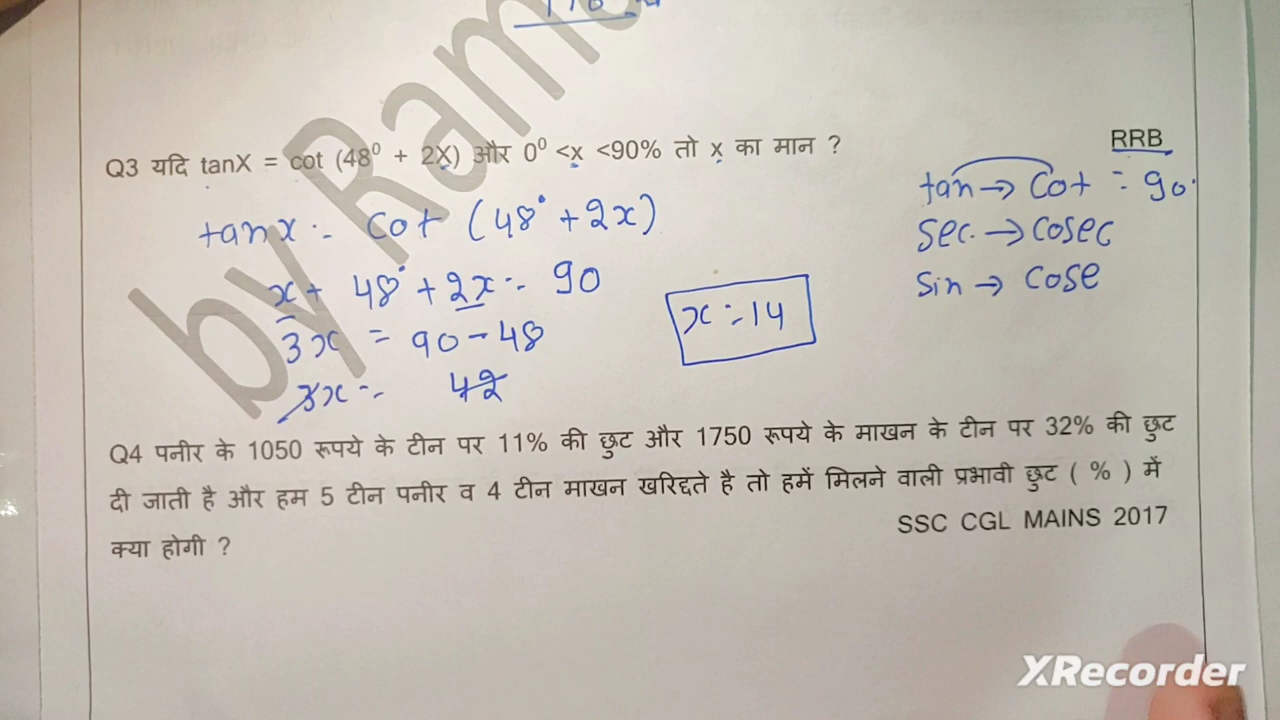 by Ram
Q3 यदि tanX = cot (48⁰ + 2X) और 0⁰ <x <90% तो x का मान ?
RRB
tanx = Cot (48° + 2x)
x + 48° + 2x = 90
3x = 90 - 48
3x = 42
x = 14
tan → Cot = 90°
Sec. → Cosec
Sin → Cose
Q4 पनीर के 1050 रूपये के टीन पर 11% की छुट और 1750 रूपये के माखन के टीन पर 32% की छुट
दी जाती है और हम 5 टीन पनीर व 4 टीन माखन खरिद्दते है तो हमें मिलने वाली प्रभावी छुट ( % ) में
क्या होगी ?
SSC CGL MAINS 2017
XRecorder